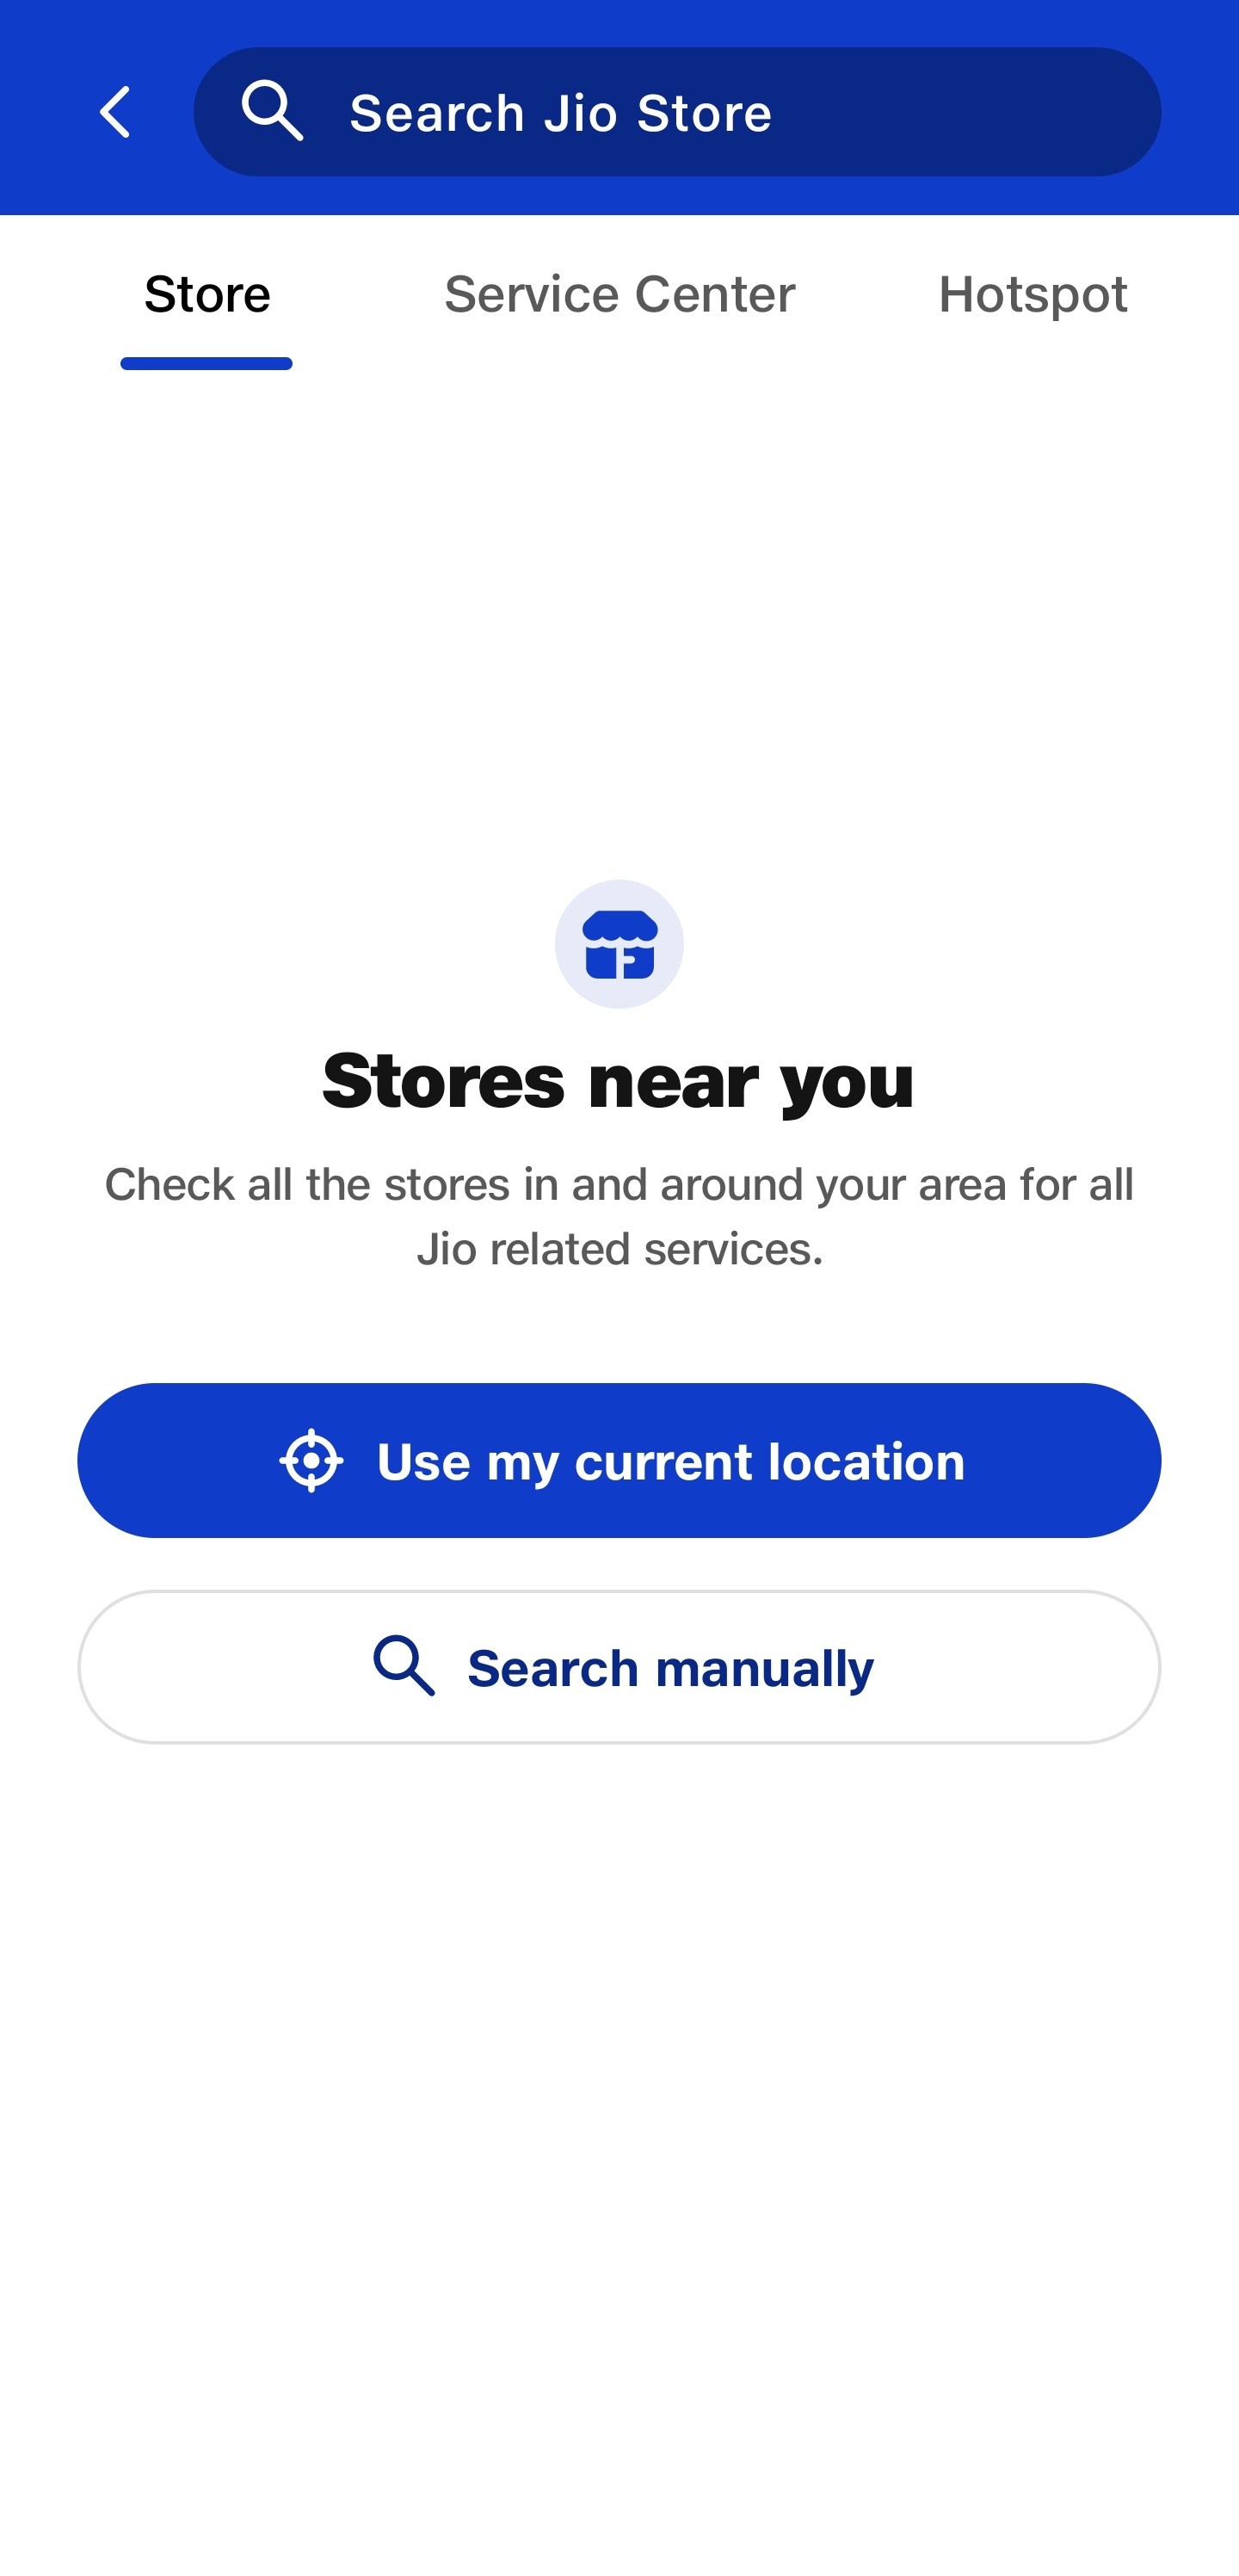 Search Jio Store
Store
Service Center
Hotspot
Stores near you
Check all the stores in and around your area for all
Jio related services.
Use my current location
Search manually